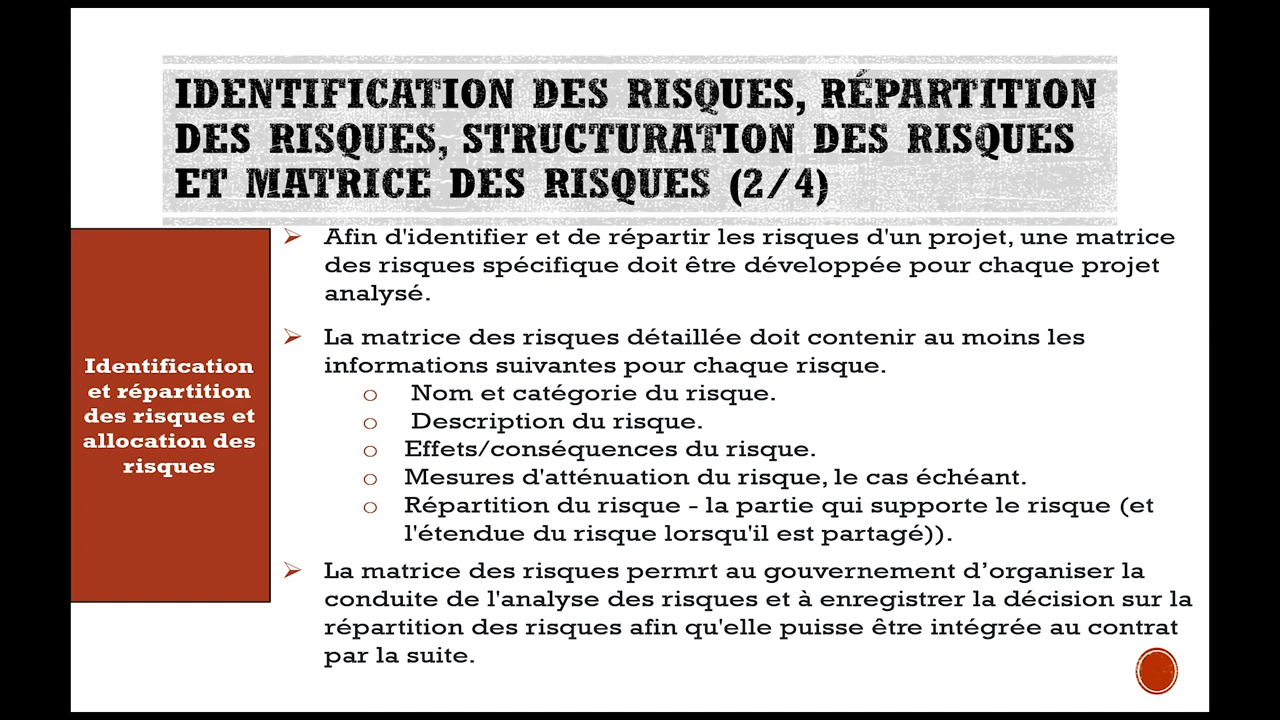 IDENTIFICATION DES RISQUES, RÉPARTITION
DES RISQUES, STRUCTURATION DES RISQUES
ET MATRICE DES RISQUES (2/4)
Identification
et répartition
des risques et
allocation des
risques
➢ Afin d'identifier et de répartir les risques d'un projet, une matrice
des risques spécifique doit être développée pour chaque projet
analysé.
➢ La matrice des risques détaillée doit contenir au moins les
informations suivantes pour chaque risque.
o Nom et catégorie du risque.
o Description du risque.
o Effets/conséquences du risque.
o Mesures d'atténuation du risque, le cas échéant.
o Répartition du risque - la partie qui supporte le risque (et
l'étendue du risque lorsqu'il est partagé)).
➢ La matrice des risques permrt au gouvernement d’organiser la
conduite de l'analyse des risques et à enregistrer la décision sur la
répartition des risques afin qu'elle puisse être intégrée au contrat
par la suite.